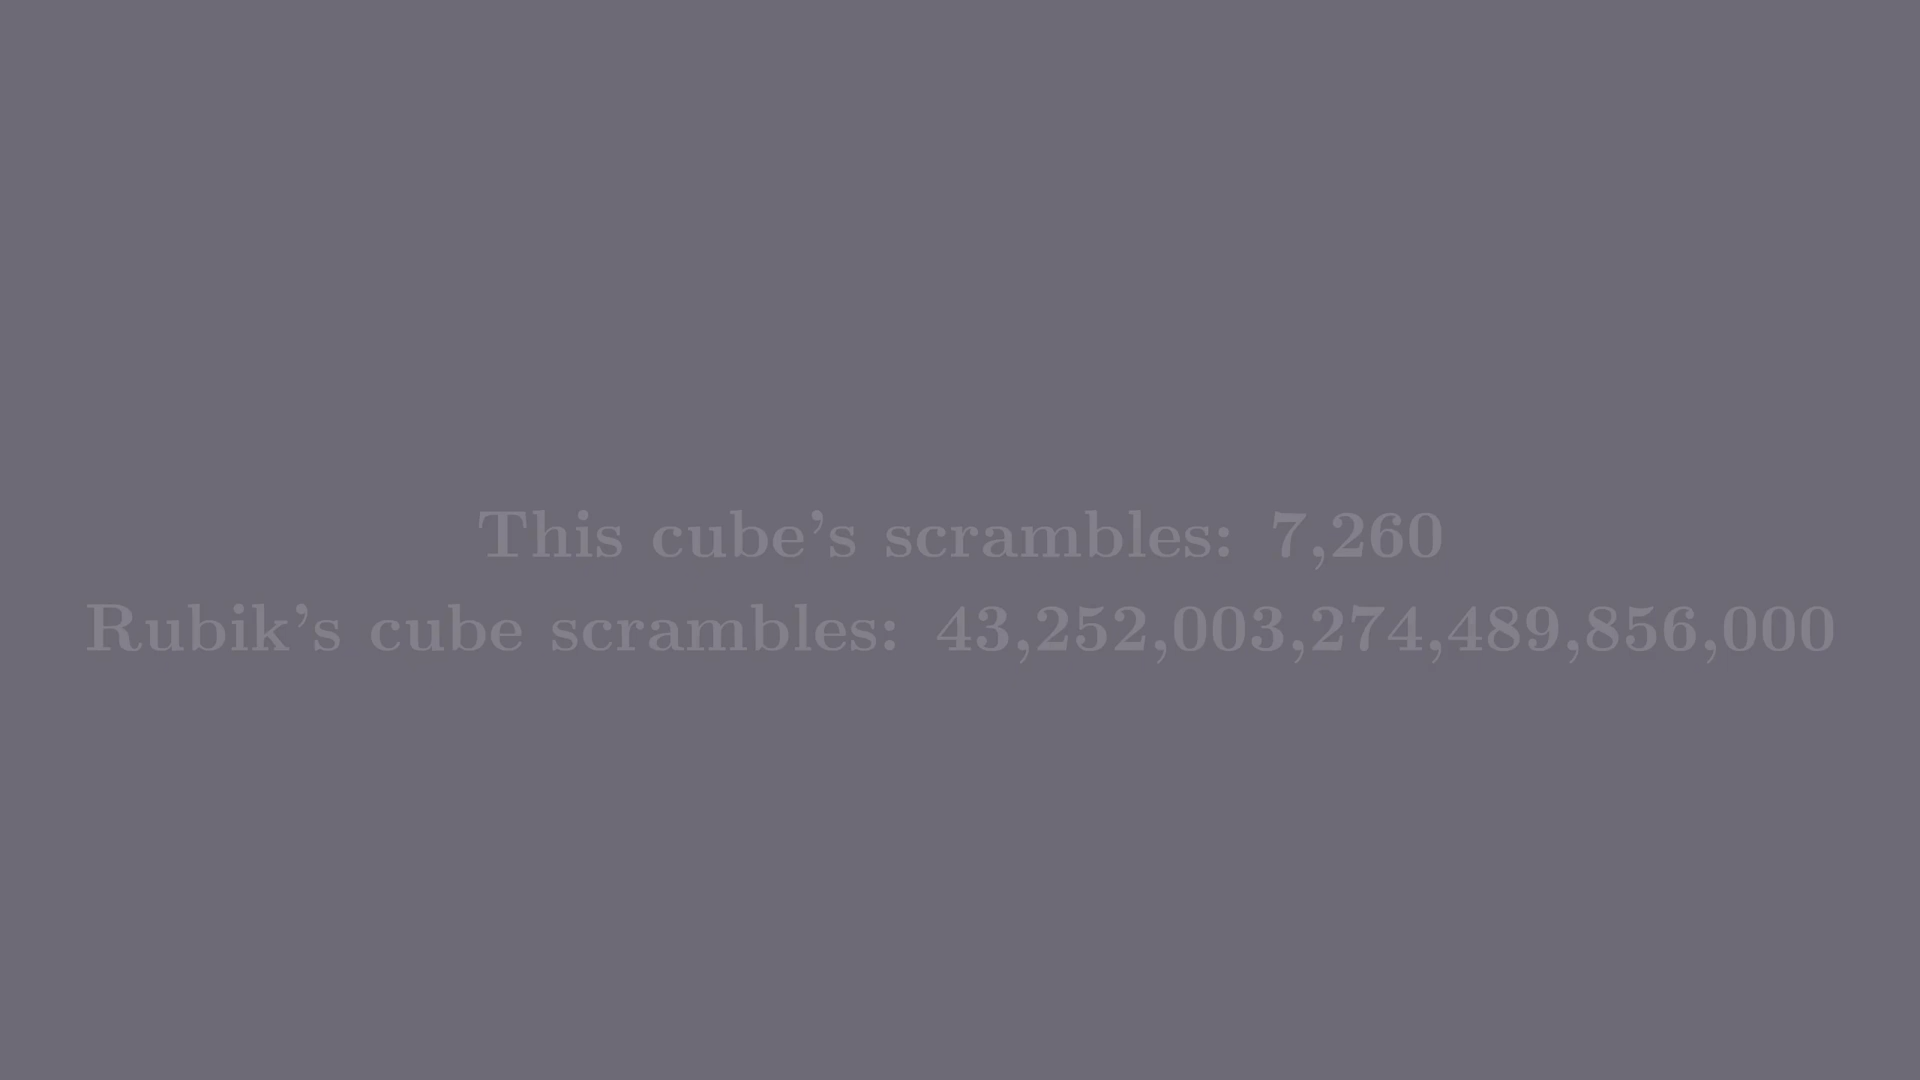 This cube’s scrambles: 7,260
Rubik’s cube scrambles: 43,252,003,274,489,856,000